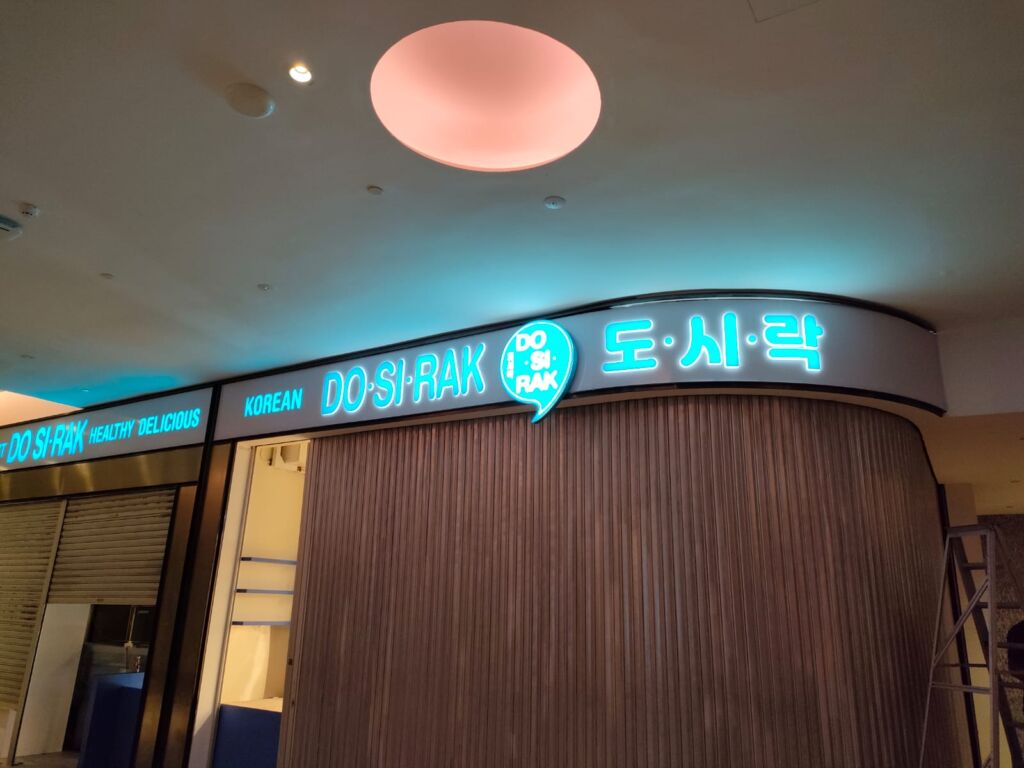 DO SI·RAK HEALTHY DELICIOUS
KOREAN DO·SI·RAK
DO
·SI·
RAK
도·시·락